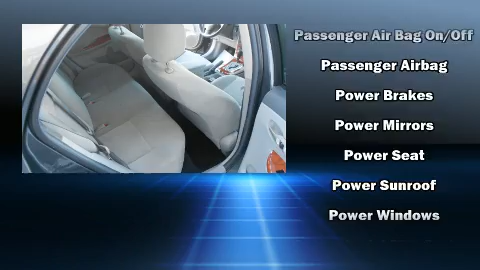 Passenger Air Bag On/Off
Passenger Airbag
Power Brakes
Power Mirrors
Power Seat
Power Sunroof
Power Windows